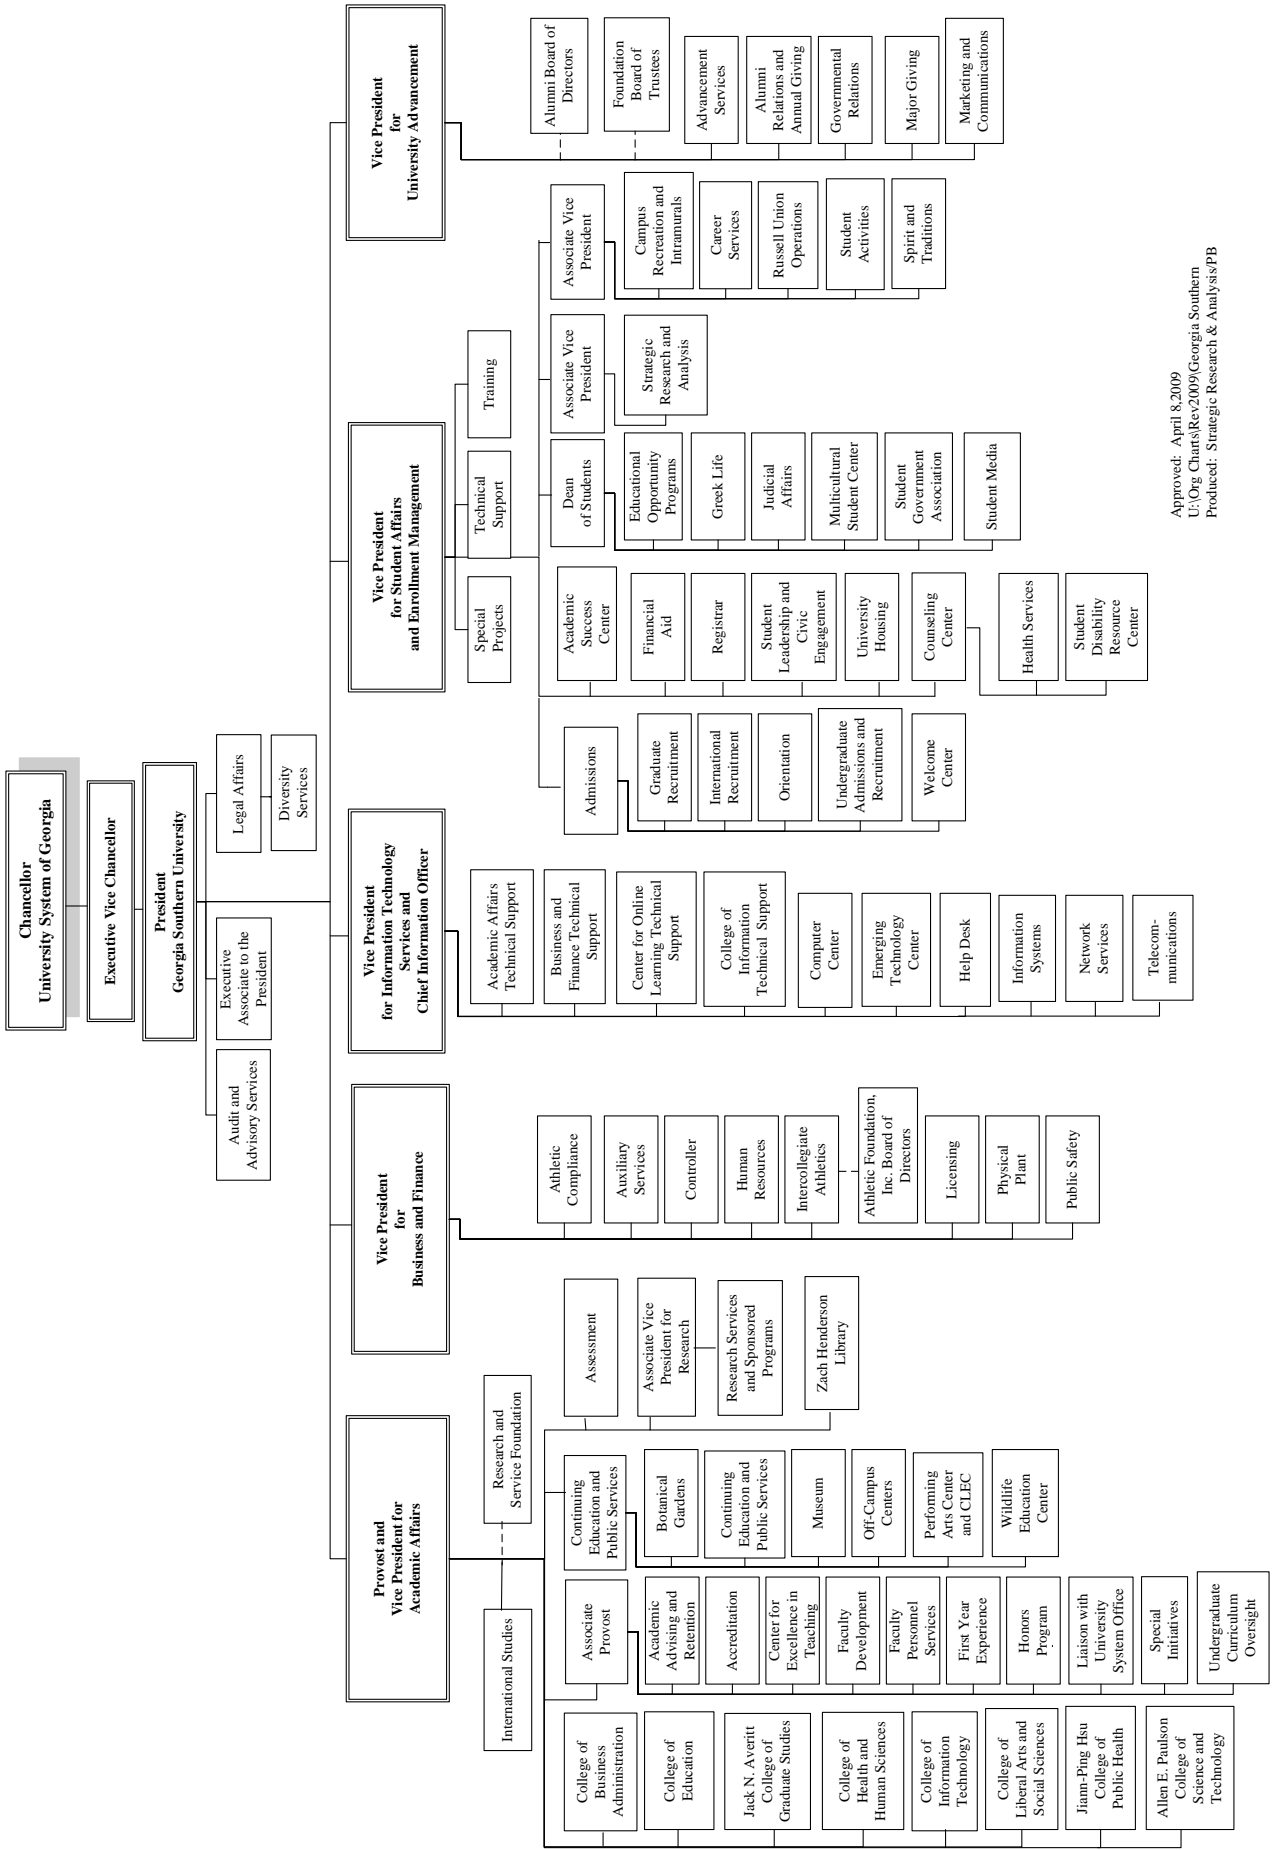 Chancellor
University System of Georgia
Executive Vice Chancellor
President
Georgia Southern University
Audit and
Advisory Services
Executive
Associate to the
President
Legal Affairs
Diversity
Services
Provost and
Vice President for
Academic Affairs
International Studies
Research and
Service Foundation
College of
Business
Administration
College of
Education
Jack N. Averitt
College of
Graduate Studies
College of
Health and
Human Sciences
College of
Information
Technology
College of
Liberal Arts and
Social Sciences
Jiann-Ping Hsu
College of
Public Health
Allen E. Paulson
College of
Science and
Technology
Associate
Provost
Academic
Advising and
Retention
Accreditation
Center for
Excellence in
Teaching
Faculty
Development
Faculty
Personnel
Services
First Year
Experience
Honors
Program
Liaison with
University
System Office
Special
Initiatives
Undergraduate
Curriculum
Oversight
Continuing
Education and
Public Services
Botanical
Gardens
Continuing
Education and
Public Services
Museum
Off-Campus
Centers
Performing
Arts Center
and CLEC
Wildlife
Education
Center
Assessment
Associate Vice
President for
Research
Research Services
and Sponsored
Programs
Zach Henderson
Library
Vice President
for
Business and Finance
Athletic
Compliance
Auxiliary
Services
Controller
Human
Resources
Intercollegiate
Athletics
Athletic Foundation,
Inc. Board of
Directors
Licensing
Physical
Plant
Public Safety
Vice President
for Information Technology
Services and
Chief Information Officer
Academic Affairs
Technical Support
Business and
Finance Technical
Support
Center for Online
Learning Technical
Support
College of
Information
Technical Support
Computer
Center
Emerging
Technology
Center
Help Desk
Information
Systems
Network
Services
Telecom-
munications
Vice President
for Student Affairs
and Enrollment Management
Special
Projects
Technical
Support
Training
Admissions
Graduate
Recruitment
International
Recruitment
Orientation
Undergraduate
Admissions and
Recruitment
Welcome
Center
Academic
Success
Center
Financial
Aid
Registrar
Student
Leadership and
Civic
Engagement
University
Housing
Counseling
Center
Health Services
Student
Disability
Resource
Center
Dean
of Students
Educational
Opportunity
Programs
Greek Life
Judicial
Affairs
Multicultural
Student Center
Student
Government
Association
Student Media
Associate Vice
President
Strategic
Research and
Analysis
Associate Vice
President
Campus
Recreation and
Intramurals
Career
Services
Russell Union
Operations
Student
Activities
Spirit and
Traditions
Vice President
for
University Advancement
Alumni Board of
Directors
Foundation
Board of
Trustees
Advancement
Services
Alumni
Relations and
Annual Giving
Governmental
Relations
Major Giving
Marketing and
Communications
Approved: April 8,2009
U:\Org Charts\Rev2009\Georgia Southern
Produced: Strategic Research & Analysis/PB